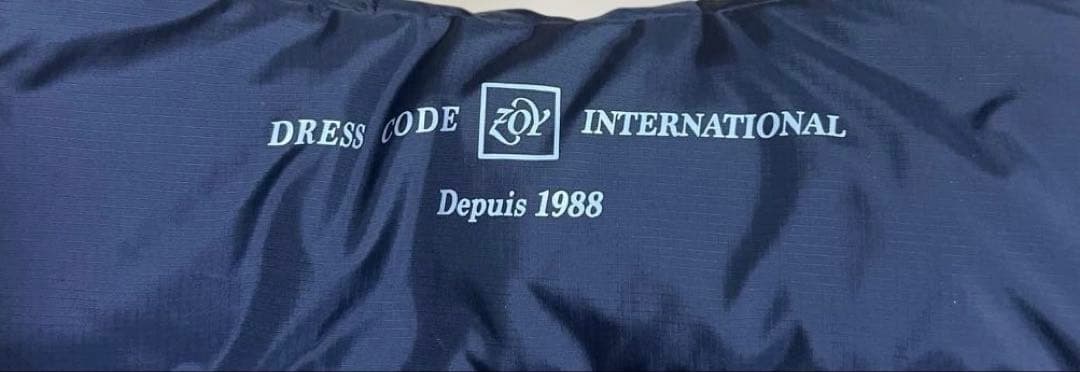 DRESS CODE ZOY INTERNATIONAL
Depuis 1988